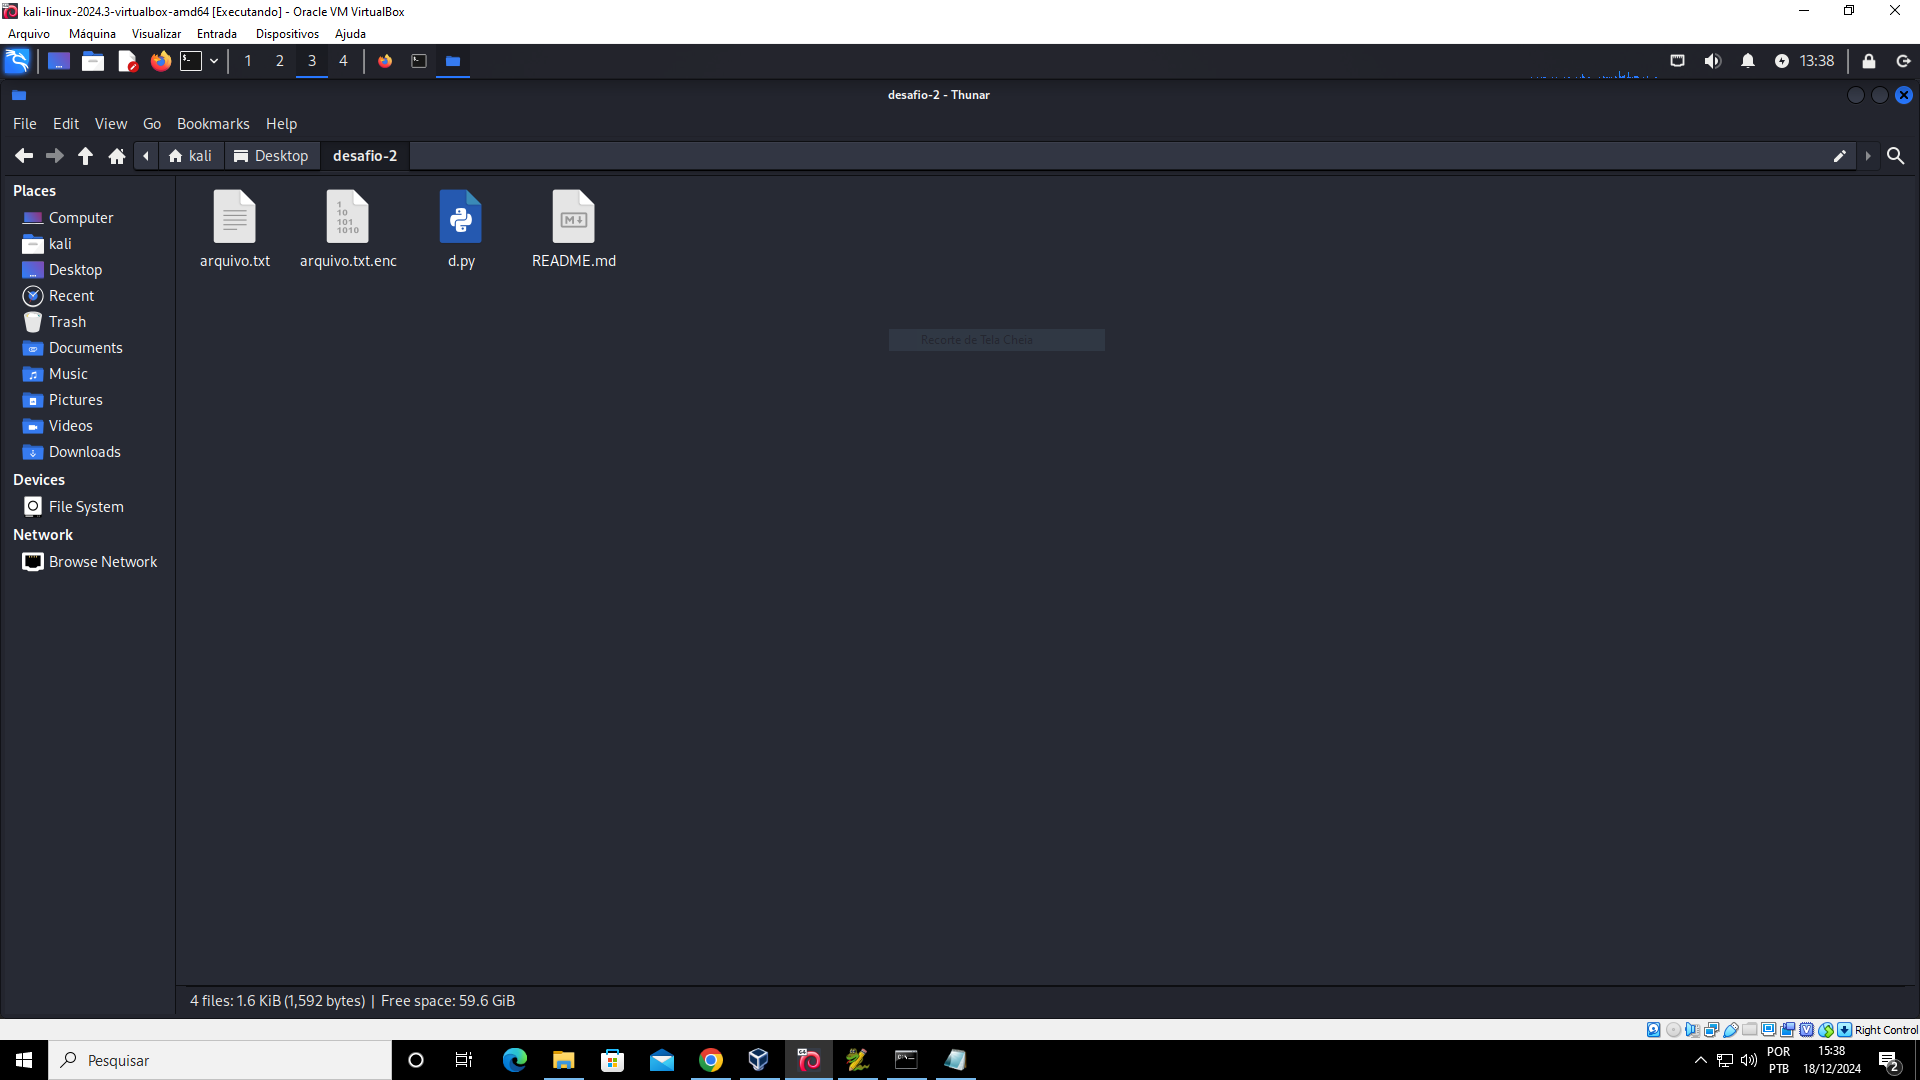 kali-linux-2024.3-virtualbox-amd64 [Executando] - Oracle VM VirtualBox
Arquivo Máquina Visualizar Entrada Dispositivos Ajuda
1 2 3 4 13:38
desafio-2 - Thunar
File Edit View Go Bookmarks Help
kali Desktop desafio-2
Places
Computer
kali
Desktop
Recent
Trash
Documents
Music
Pictures
Videos
Downloads
Devices
File System
Network
Browse Network
1
10
101
1010
M
arquivo.txt arquivo.txt.enc d.py README.md
Recorte de Tela Cheia
4 files: 1.6 KiB (1,592 bytes) | Free space: 59.6 GiB
Right Control
Pesquisar
POR
PTB
15:38
18/12/2024
2